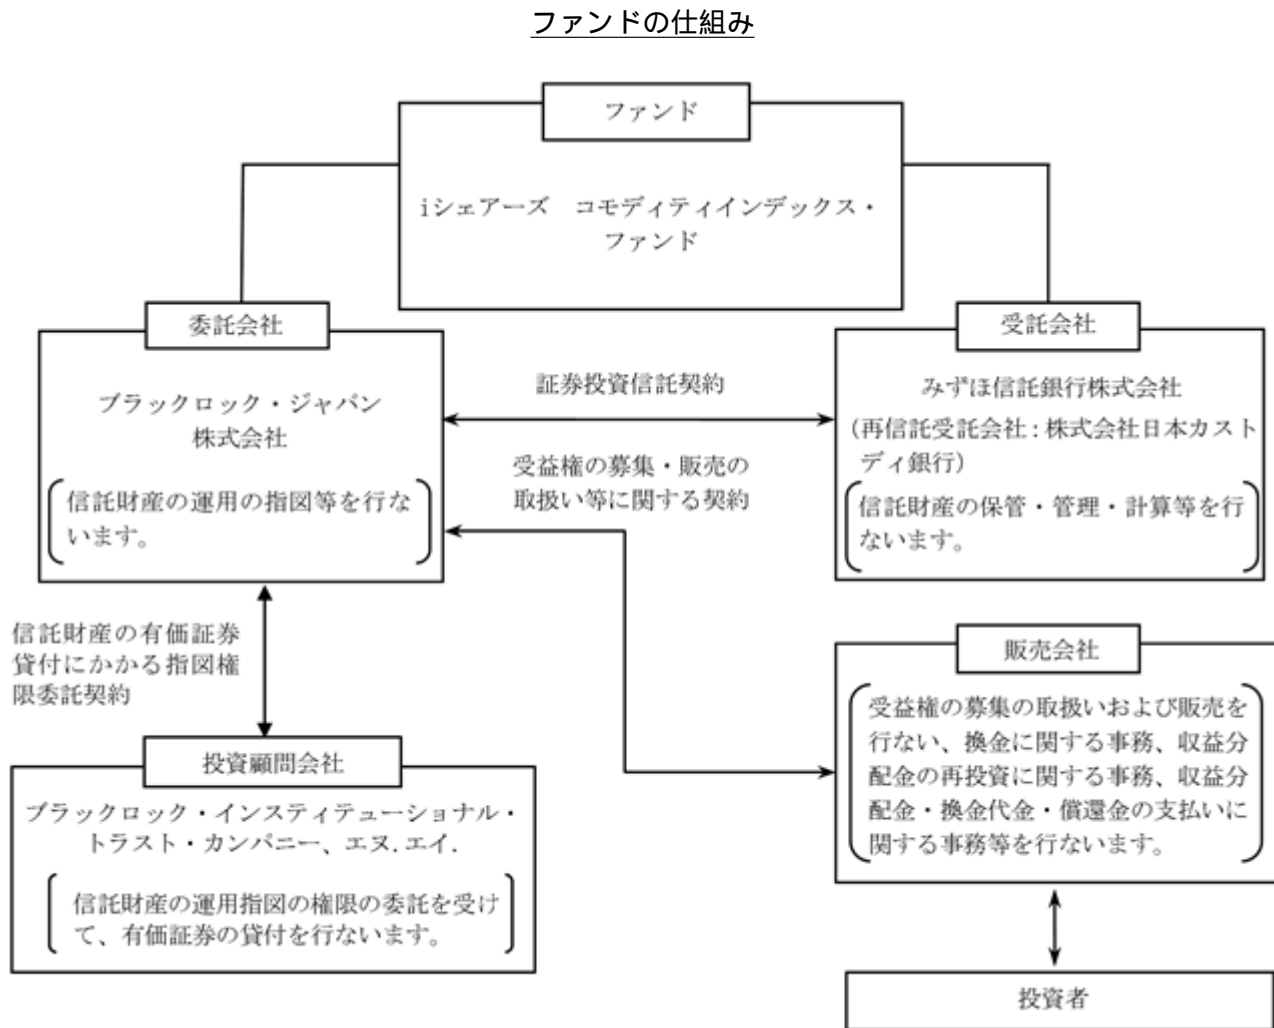 ファンドの仕組み
ファンド
iシェアーズ　コモディティインデックス・
ファンド
委託会社
ブラックロック・ジャパン
株式会社
信託財産の運用の指図等を行な
います。
証券投資信託契約
受益権の募集・販売の
取扱い等に関する契約
受託会社
みずほ信託銀行株式会社
(再信託受託会社：株式会社日本カスト
ディ銀行)
信託財産の保管・管理・計算等を行
ないます。
信託財産の有価証券
貸付にかかる指図権
限委託契約
投資顧問会社
ブラックロック・インスティテューショナル・
トラスト・カンパニー、エヌ.エイ.
信託財産の運用指図の権限の委託を受け
て、有価証券の貸付を行ないます。
販売会社
受益権の募集の取扱いおよび販売を
行ない、換金に関する事務、収益分
配金の再投資に関する事務、収益分
配金・換金代金・償還金の支払いに
関する事務等を行ないます。
投資者